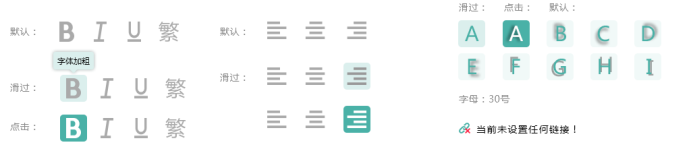 默认：
B I U 繁
字体加粗
滑过：
B I U 繁
点击：
B I U 繁
默认：
滑过：
滑过： 点击： 默认：
A A B C D
E F G H I
字母：30号
当前未设置任何链接！